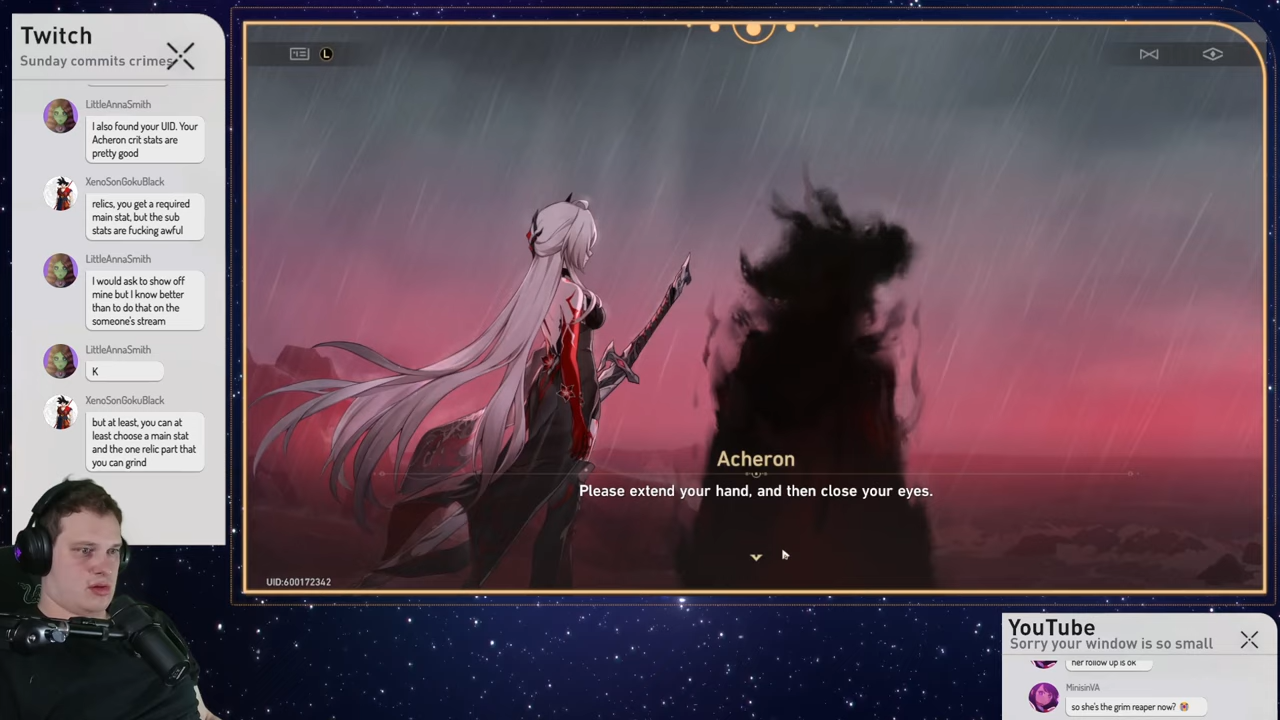 Twitch
Sunday commits crimes
LittleAnnaSmith
I also found your UID. Your
Acheron crit stats are
pretty good
XenoSonGokuBlack
relics, you get a required
main stat, but the sub
stats are fucking awful
LittleAnnaSmith
I would ask to show off
mine but I know better
than to do that on the
someone's stream
LittleAnnaSmith
K
XenoSonGokuBlack
but at least, you can at
least choose a main stat
and the one relic part that
you can grind
L
Acheron
Please extend your hand, and then close your eyes.
UID:600172342
YouTube
Sorry your window is so small
her follow up is ok
MinisinVA
so she's the grim reaper now?